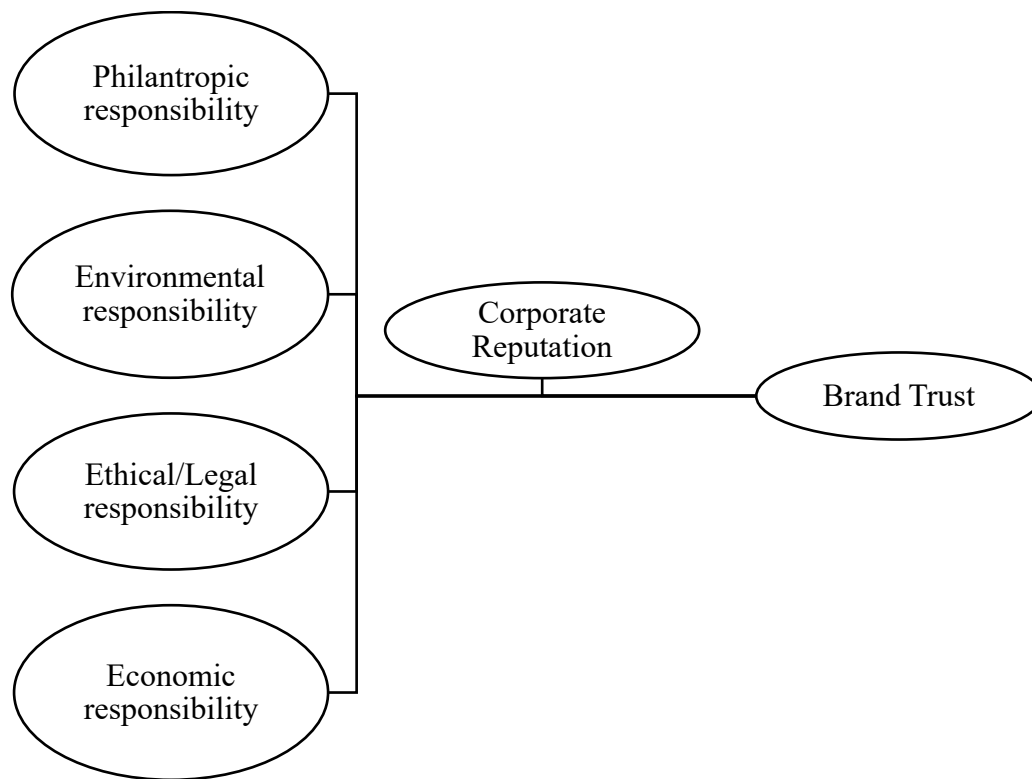 Philantropic
responsibility
Environmental
responsibility
Corporate
Reputation
Brand Trust
Ethical/Legal
responsibility
Economic
responsibility